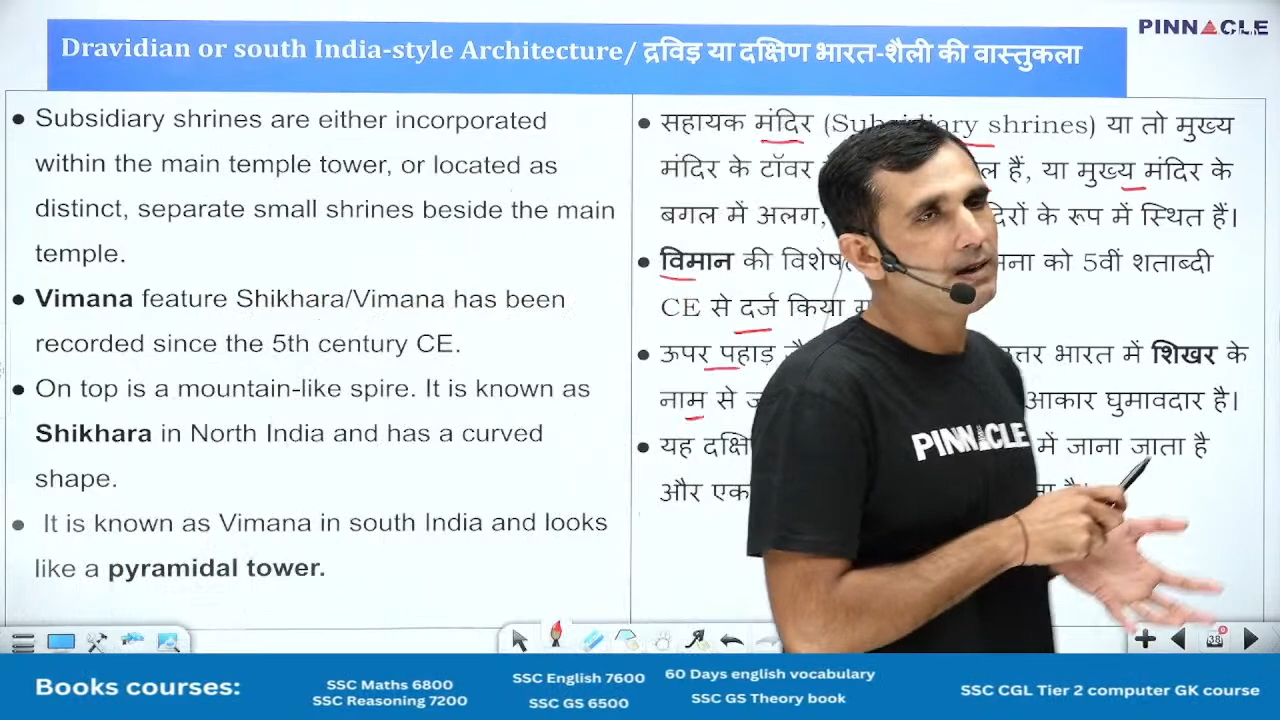 PINNACLE
Dravidian or south India-style Architecture/ द्रविड़ या दक्षिण भारत-शैली की वास्तुकला
Subsidiary shrines are either incorporated
within the main temple tower, or located as
distinct, separate small shrines beside the main
temple.
Vimana feature Shikhara/Vimana has been
recorded since the 5th century CE.
On top is a mountain-like spire. It is known as
Shikhara in North India and has a curved
shape.
It is known as Vimana in south India and looks
like a pyramidal tower.
सहायक मंदिर (Subsidiary shrines) या तो मुख्य
मंदिर के टॉवर हैं, या मुख्य मंदिर के
बगल में अलग, के रूप में स्थित हैं।
विमान की को 5वीं शताब्दी
CE से दर्ज किया
ऊपर पहाड़ भारत में शिखर के
नाम से आकार घुमावदार है।
यह में जाना जाता है
और एक है।
PINNACLE
38
Books courses:
SSC Maths 6800
SSC Reasoning 7200
SSC English 7600
SSC GS 6500
60 Days english vocabulary
SSC GS Theory book
SSC CGL Tier 2 computer GK course